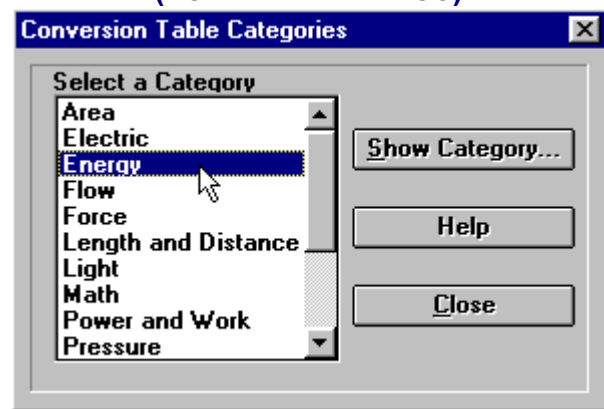 Conversion Table Categories
Select a Category
Area
Electric
Energy
Flow
Force
Length and Distance
Light
Math
Power and Work
Pressure
Show Category...
Help
Close